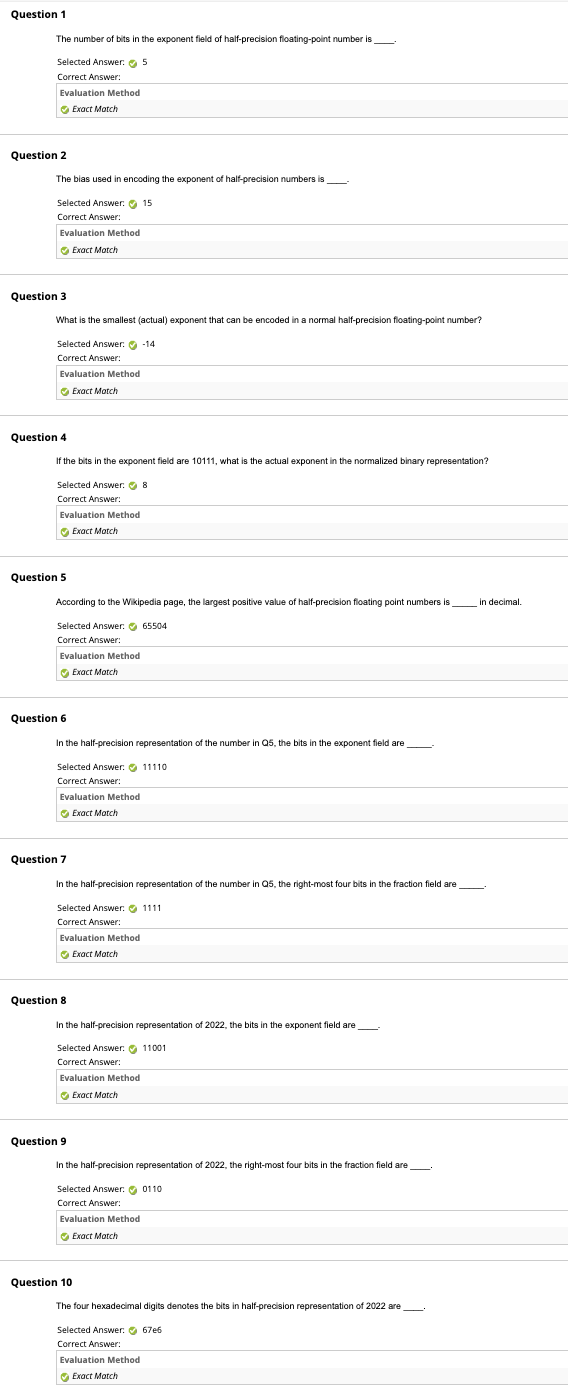 Question 1
The number of bits in the exponent field of half-precision floating-point number is ____.
Selected Answer: 5
Correct Answer:
Evaluation Method
Exact Match
Question 2
The bias used in encoding the exponent of half-precision numbers is ____.
Selected Answer: 15
Correct Answer:
Evaluation Method
Exact Match
Question 3
What is the smallest (actual) exponent that can be encoded in a normal half-precision floating-point number?
Selected Answer: -14
Correct Answer:
Evaluation Method
Exact Match
Question 4
If the bits in the exponent field are 10111, what is the actual exponent in the normalized binary representation?
Selected Answer: 8
Correct Answer:
Evaluation Method
Exact Match
Question 5
According to the Wikipedia page, the largest positive value of half-precision floating point numbers is _____ in decimal.
Selected Answer: 65504
Correct Answer:
Evaluation Method
Exact Match
Question 6
In the half-precision representation of the number in Q5, the bits in the exponent field are _____.
Selected Answer: 11110
Correct Answer:
Evaluation Method
Exact Match
Question 7
In the half-precision representation of the number in Q5, the right-most four bits in the fraction field are _____.
Selected Answer: 1111
Correct Answer:
Evaluation Method
Exact Match
Question 8
In the half-precision representation of 2022, the bits in the exponent field are ____.
Selected Answer: 11001
Correct Answer:
Evaluation Method
Exact Match
Question 9
In the half-precision representation of 2022, the right-most four bits in the fraction field are ____.
Selected Answer: 0110
Correct Answer:
Evaluation Method
Exact Match
Question 10
The four hexadecimal digits denotes the bits in half-precision representation of 2022 are ____.
Selected Answer: 67e6
Correct Answer:
Evaluation Method
Exact Match